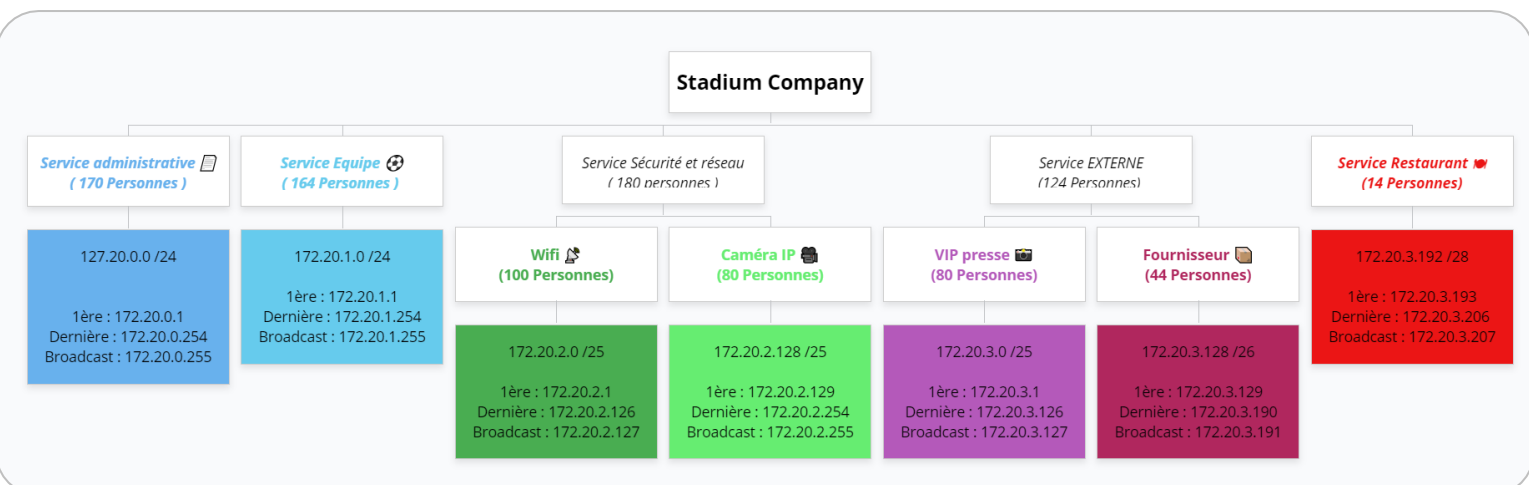 Stadium Company
Service administrative
( 170 Personnes )
Service Equipe
( 164 Personnes )
Service Sécurité et réseau
( 180 personnes )
Service EXTERNE
(124 Personnes)
Service Restaurant
(14 Personnes)
127.20.0.0 /24
1ère : 172.20.0.1
Dernière : 172.20.0.254
Broadcast : 172.20.0.255
172.20.1.0 /24
1ère : 172.20.1.1
Dernière : 172.20.1.254
Broadcast : 172.20.1.255
Wifi
(100 Personnes)
172.20.2.0 /25
1ère : 172.20.2.1
Dernière : 172.20.2.126
Broadcast : 172.20.2.127
Caméra IP
(80 Personnes)
172.20.2.128 /25
1ère : 172.20.2.129
Dernière : 172.20.2.254
Broadcast : 172.20.2.255
VIP presse
(80 Personnes)
172.20.3.0 /25
1ère : 172.20.3.1
Dernière : 172.20.3.126
Broadcast : 172.20.3.127
Fournisseur
(44 Personnes)
172.20.3.128 /26
1ère : 172.20.3.129
Dernière : 172.20.3.190
Broadcast : 172.20.3.191
172.20.3.192 /28
1ère : 172.20.3.193
Dernière : 172.20.3.206
Broadcast : 172.20.3.207